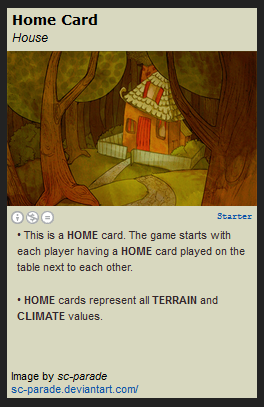 Home Card
House
Starter
• This is a HOME card. The game starts with
each player having a HOME card played on the
table next to each other.
• HOME cards represent all TERRAIN and
CLIMATE values.
Image by sc-parade
sc-parade.deviantart.com/